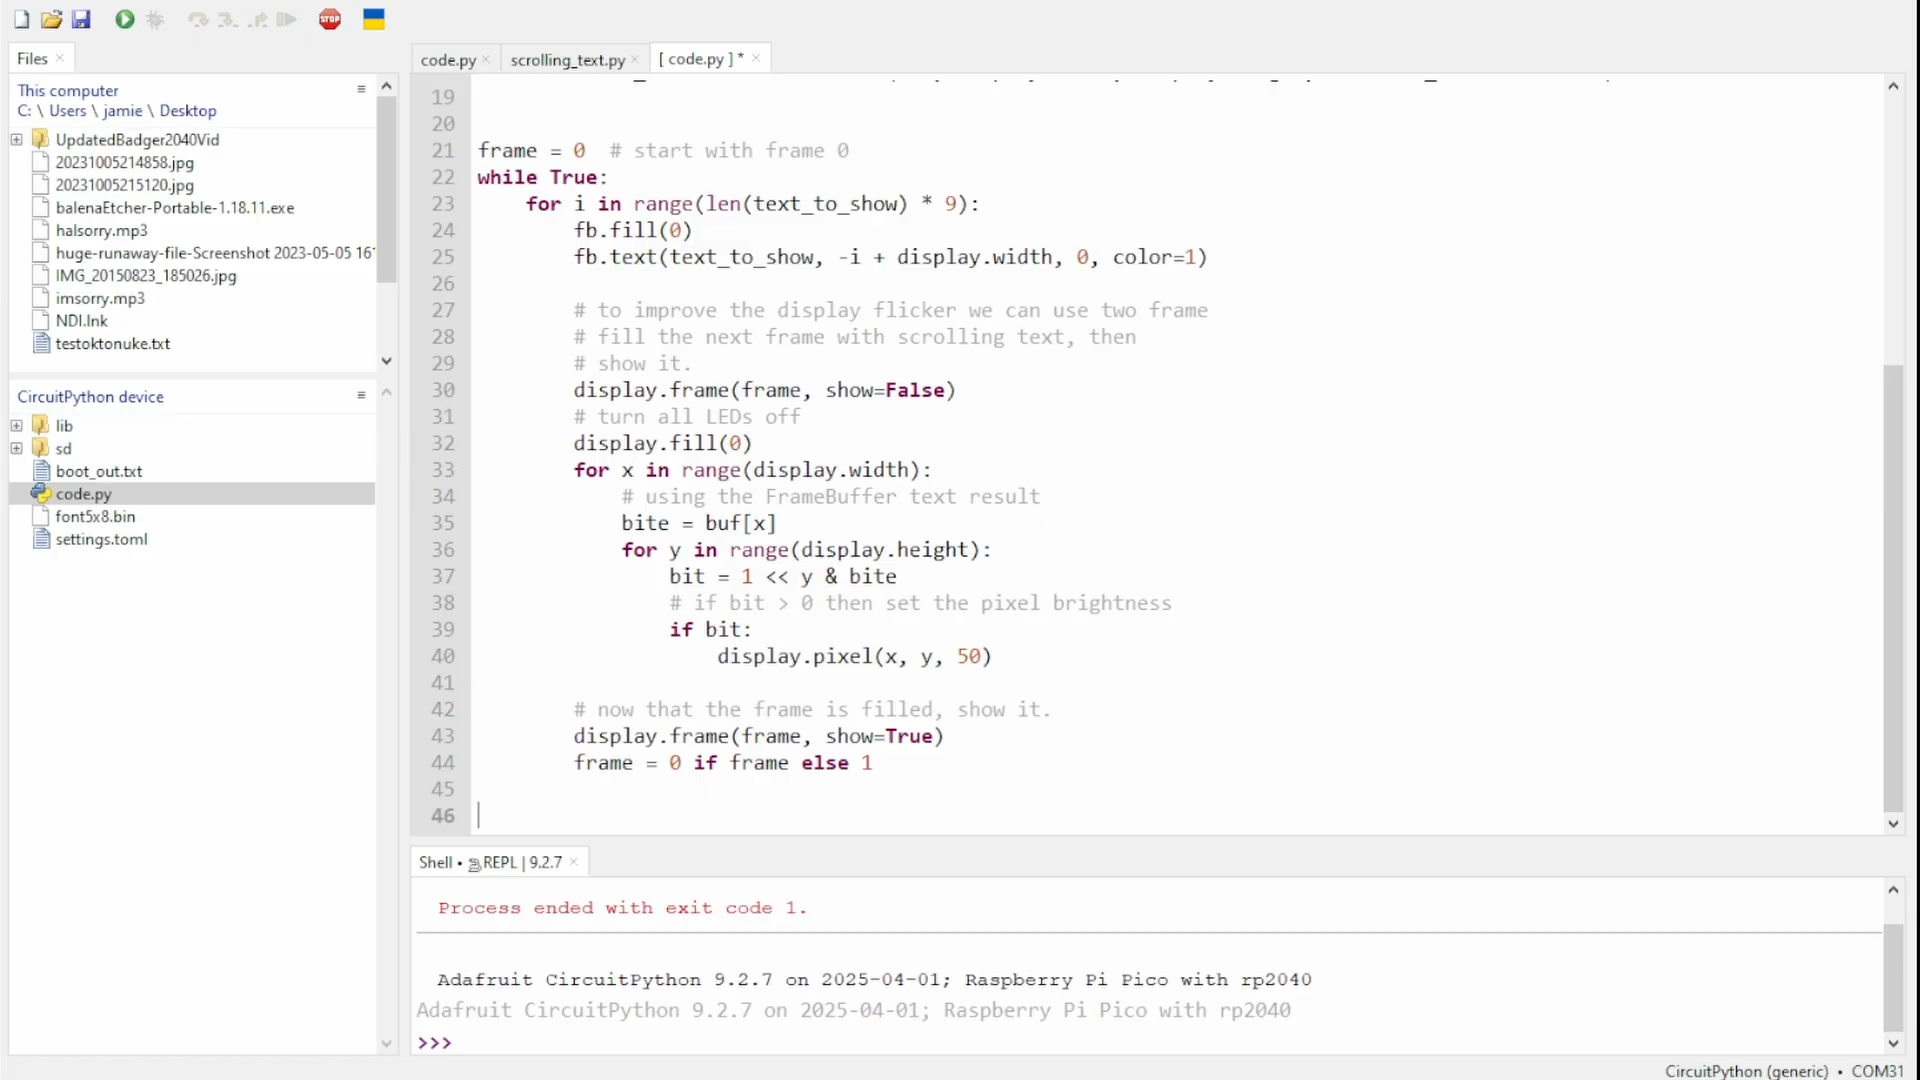 STOP
Files
This computer
C: \ Users \ jamie \ Desktop
UpdatedBadger2040Vid
20231005214858.jpg
20231005215120.jpg
balenaEtcher-Portable-1.18.11.exe
halsorry.mp3
huge-runaway-file-Screenshot 2023-05-05 16
IMG_20150823_185026.jpg
imsorry.mp3
NDI.lnk
testoktonuke.txt
CircuitPython device
lib
sd
boot_out.txt
code.py
font5x8.bin
settings.toml
code.py
scrolling_text.py
[ code.py ] *
19
20
21 frame = 0  # start with frame 0
22 while True:
23     for i in range(len(text_to_show) * 9):
24         fb.fill(0)
25         fb.text(text_to_show, -i + display.width, 0, color=1)
26
27         # to improve the display flicker we can use two frame
28         # fill the next frame with scrolling text, then
29         # show it.
30         display.frame(frame, show=False)
31         # turn all LEDs off
32         display.fill(0)
33         for x in range(display.width):
34             # using the FrameBuffer text result
35             bite = buf[x]
36             for y in range(display.height):
37                 bit = 1 << y & bite
38                 # if bit > 0 then set the pixel brightness
39                 if bit:
40                     display.pixel(x, y, 50)
41
42         # now that the frame is filled, show it.
43         display.frame(frame, show=True)
44         frame = 0 if frame else 1
45
46
Shell • REPL | 9.2.7
Process ended with exit code 1.
Adafruit CircuitPython 9.2.7 on 2025-04-01; Raspberry Pi Pico with rp2040
Adafruit CircuitPython 9.2.7 on 2025-04-01; Raspberry Pi Pico with rp2040
>>>
CircuitPython (generic) • COM31